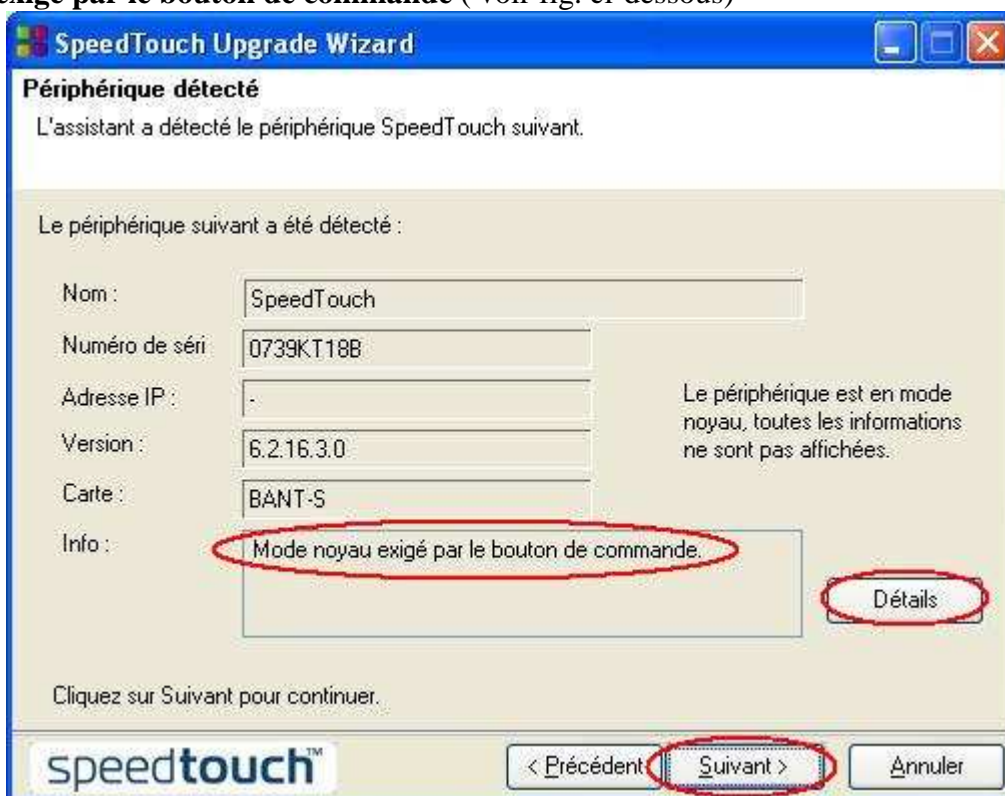 exigé par le bouton de commande ( Voir fig. ci dessous)
SpeedTouch Upgrade Wizard
Périphérique détecté
L'assistant a détecté le périphérique SpeedTouch suivant.
Le périphérique suivant a été détecté :
Nom :
SpeedTouch
Numéro de séri
0739KT18B
Adresse IP :
-
Version :
6.2.16.3.0
Carte :
BANT-S
Le périphérique est en mode
noyau, toutes les informations
ne sont pas affichées.
Info :
Mode noyau exigé par le bouton de commande.
Détails
Cliquez sur Suivant pour continuer.
speedtouch™
< Précédent
Suivant >
Annuler